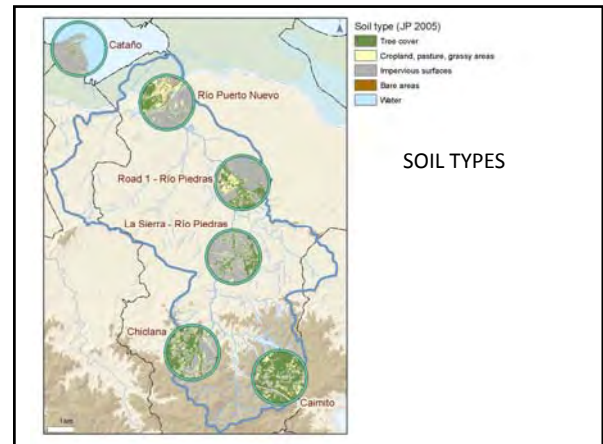 Soil type (JP 2005)
Tree cover
Cropland, pasture, grassy areas
Impervious surfaces
Bare areas
Water
SOIL TYPES
Cataño
Río Puerto Nuevo
Road 1 - Río Piedras
La Sierra - Río Piedras
Chiclana
Caimito
1 km